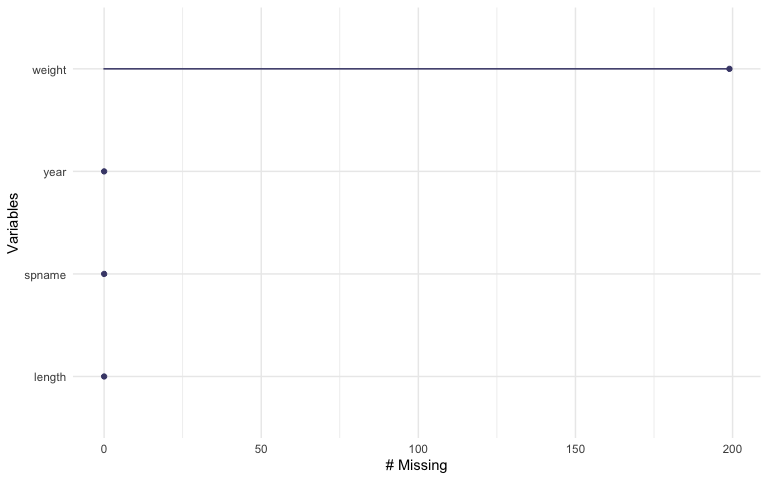 Variables
weight
year
spname
length
0 50 100 150 200
# Missing